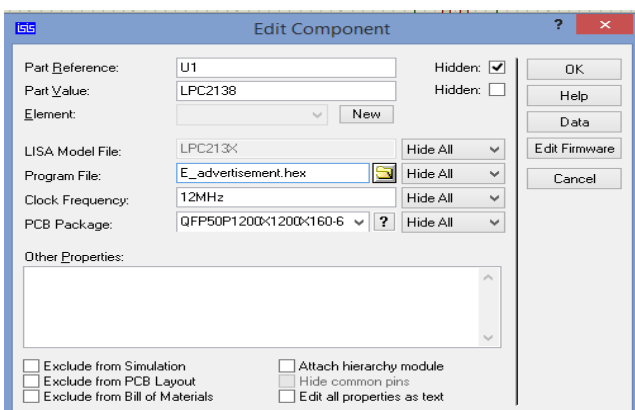 ISIS Edit Component ? ×
Part Reference: U1 Hidden: OK
Part Value: LPC2138 Hidden: Help
Element: New Data
LISA Model File: LPC213X Hide All Edit Firmware
Program File: E_advertisement.hex Hide All Cancel
Clock Frequency: 12MHz Hide All
PCB Package: QFP50P1200X1200X160-6 ? Hide All
Other Properties:
Exclude from Simulation Attach hierarchy module
Exclude from PCB Layout Hide common pins
Exclude from Bill of Materials Edit all properties as text